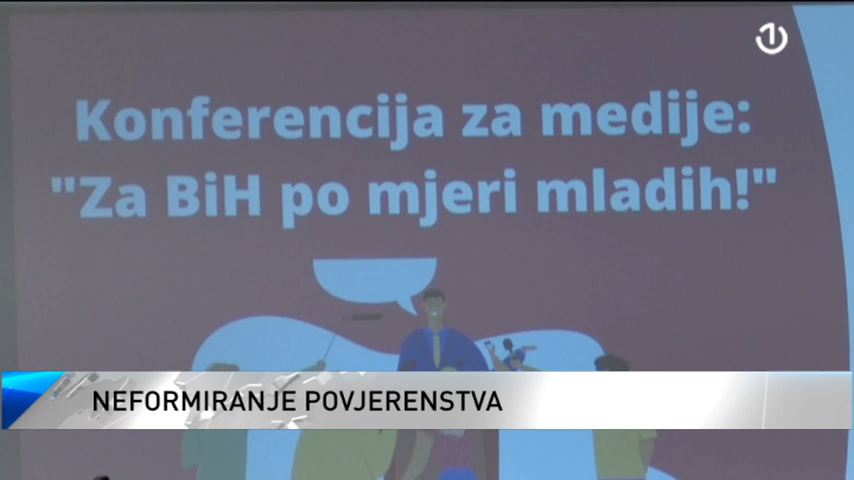 Konferencija za medije:
"Za BiH po mjeri mladih!"
NEFORMIRANJE POVJERENSTVA